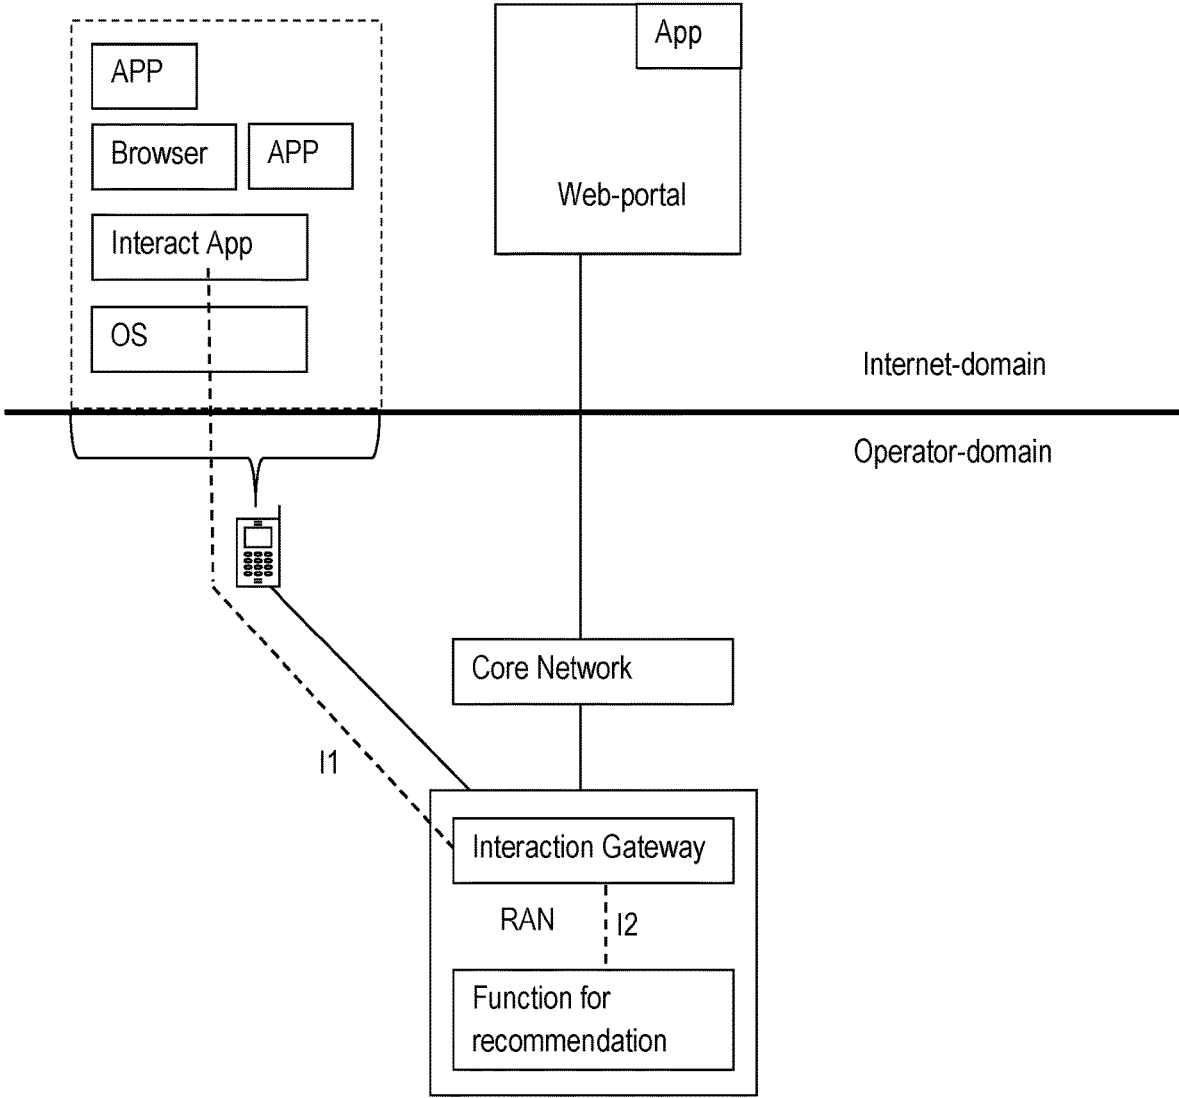 APP
Browser
APP
Interact App
OS
App
Web-portal
Internet-domain
Operator-domain
Core Network
I1
Interaction Gateway
RAN
I2
Function for
recommendation